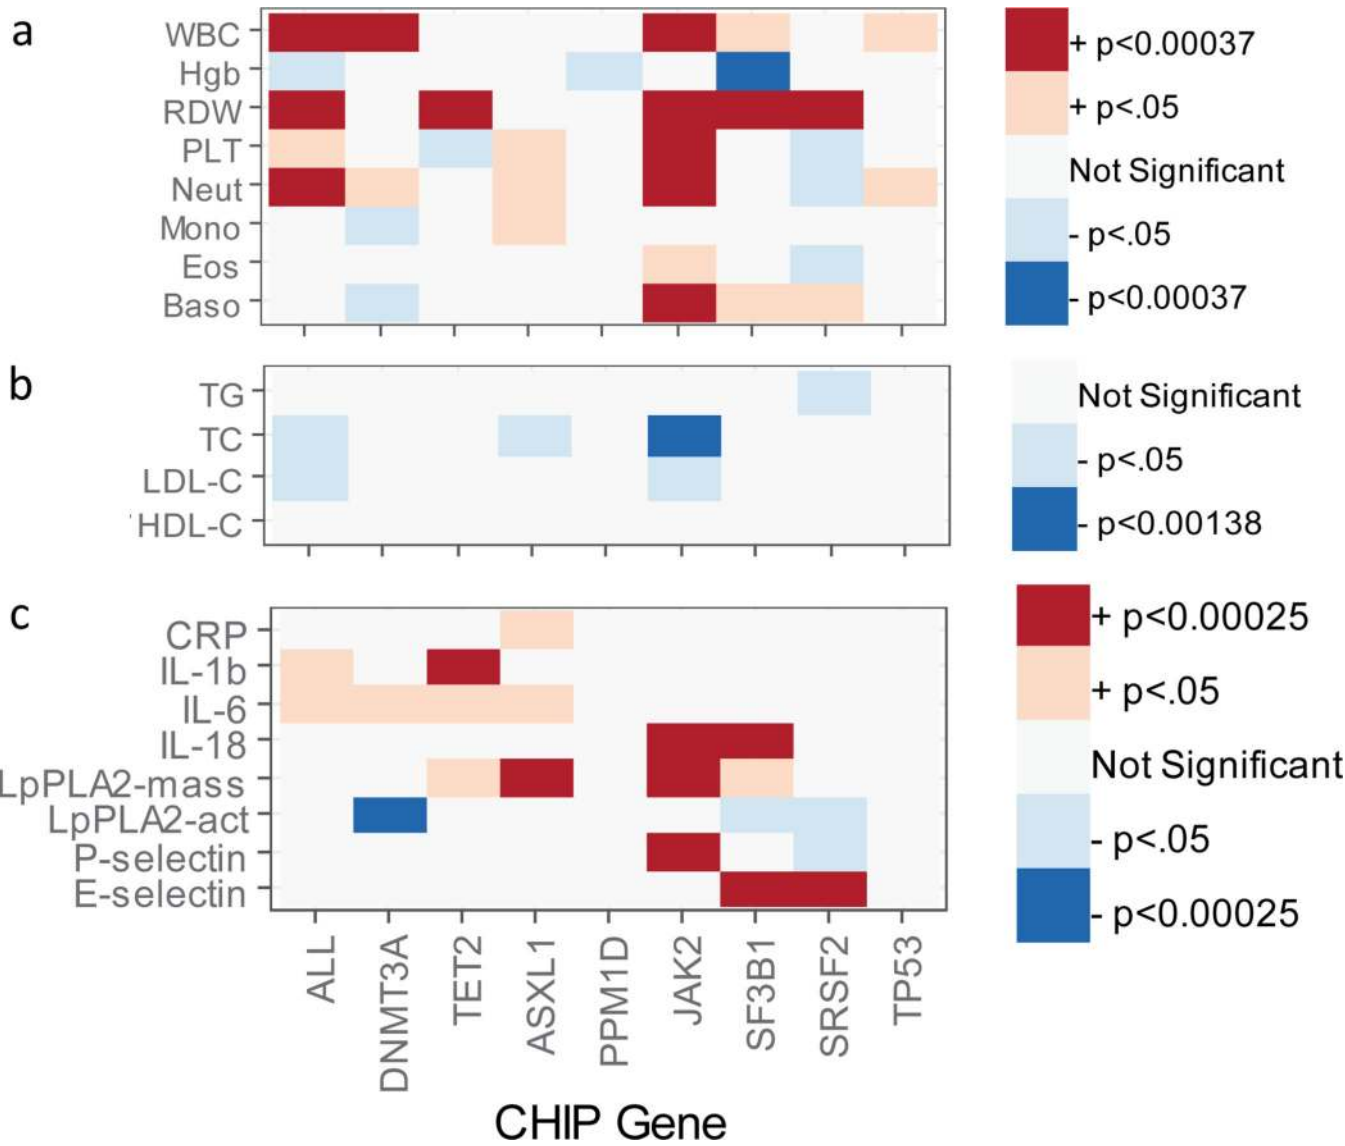 a
WBC
Hgb
RDW
PLT
Neut
Mono
Eos
Baso
+ p<0.00037
+ p<.05
Not Significant
- p<.05
- p<0.00037
b
TG
TC
LDL-C
HDL-C
Not Significant
- p<.05
- p<0.00138
c
CRP
IL-1b
IL-6
IL-18
LpPLA2-mass
LpPLA2-act
P-selectin
E-selectin
+ p<0.00025
+ p<.05
Not Significant
- p<.05
- p<0.00025
ALL
DNMT3A
TET2
ASXL1
PPM1D
JAK2
SF3B1
SRSF2
TP53
CHIP Gene